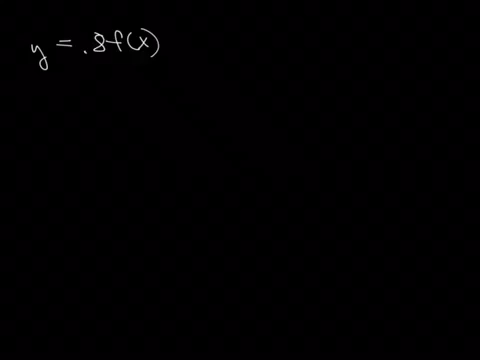 y = .8f(x)